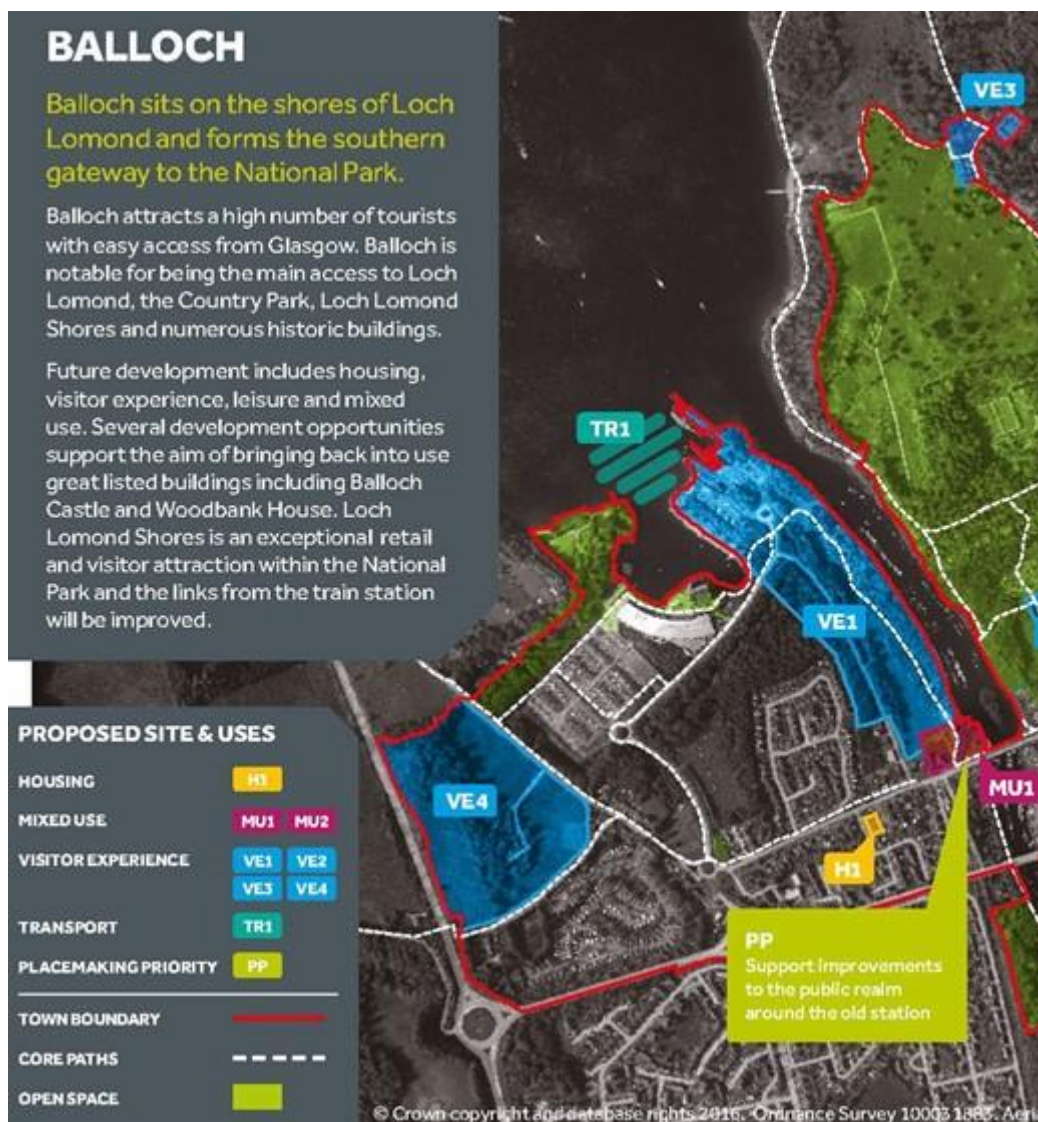 BALLOCH
Balloch sits on the shores of Loch
Lomond and forms the southern
gateway to the National Park.
Balloch attracts a high number of tourists
with easy access from Glasgow. Balloch is
notable for being the main access to Loch
Lomond, the Country Park, Loch Lomond
Shores and numerous historic buildings.
Future development includes housing,
visitor experience, leisure and mixed
use. Several development opportunities
support the aim of bringing back into use
great listed buildings including Balloch
Castle and Woodbank House. Loch
Lomond Shores is an exceptional retail
and visitor attraction within the National
Park and the links from the train station
will be improved.
VE3
TR1
VE1
VE4
MU1
H1
PP
Support improvements
to the public realm
around the old station
PROPOSED SITE & USES
HOUSING H1
MIXED USE MU1 MU2
VISITOR EXPERIENCE VE1 VE2
VE3 VE4
TRANSPORT TR1
PLACEMAKING PRIORITY PP
TOWN BOUNDARY
CORE PATHS
OPEN SPACE
© Crown copyright and database rights 2016. Ordnance Survey 100031883. Aeri